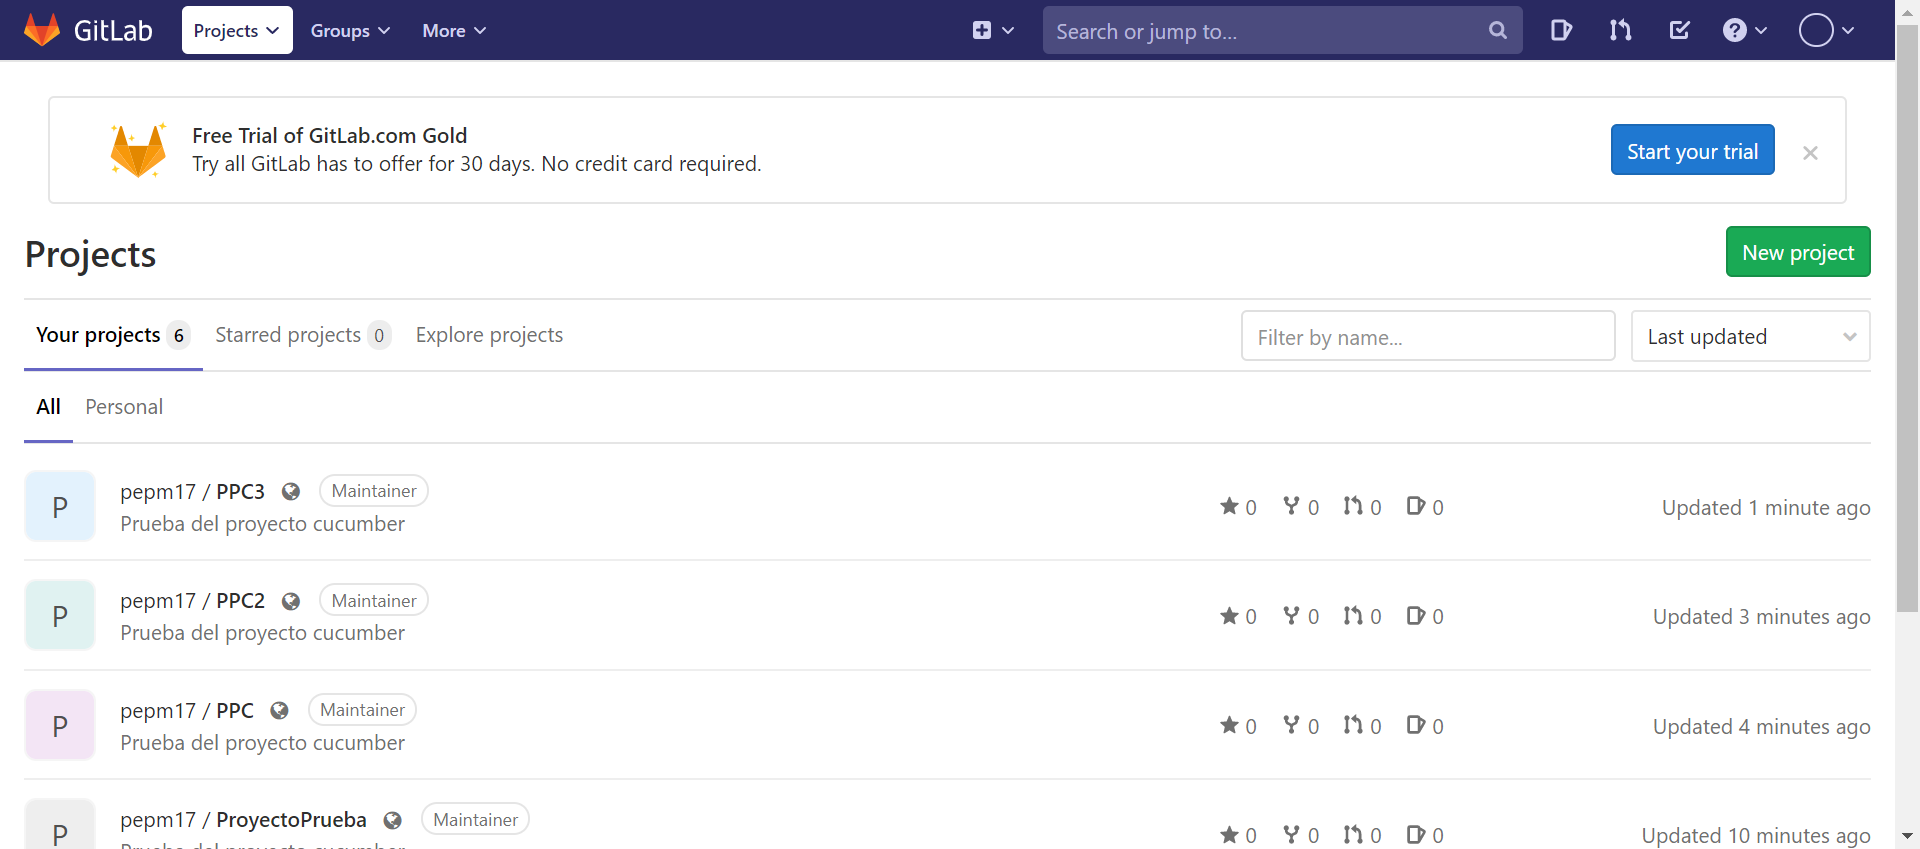 GitLab Projects Groups More Search or jump to...
Free Trial of GitLab.com Gold
Try all GitLab has to offer for 30 days. No credit card required.
Start your trial
Projects
New project
Your projects 6 Starred projects 0 Explore projects Filter by name... Last updated
All Personal
P pepm17 / PPC3 Maintainer
Prueba del proyecto cucumber
0 0 0 0 Updated 1 minute ago
P pepm17 / PPC2 Maintainer
Prueba del proyecto cucumber
0 0 0 0 Updated 3 minutes ago
P pepm17 / PPC Maintainer
Prueba del proyecto cucumber
0 0 0 0 Updated 4 minutes ago
P pepm17 / ProyectoPrueba Maintainer
Prueba del proyecto cucumber
0 0 0 0 Updated 10 minutes ago